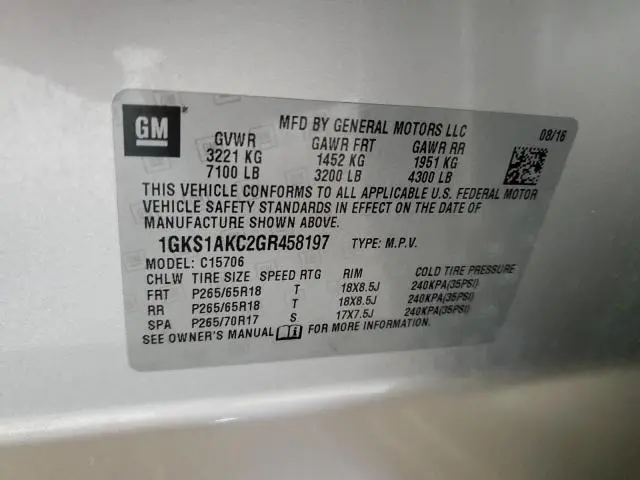 GM
MFD BY GENERAL MOTORS LLC 08/16
GVWR GAWR FRT GAWR RR
3221 KG 1452 KG 1951 KG
7100 LB 3200 LB 4300 LB
THIS VEHICLE CONFORMS TO ALL APPLICABLE U.S. FEDERAL MOTOR
VEHICLE SAFETY STANDARDS IN EFFECT ON THE DATE OF
MANUFACTURE SHOWN ABOVE.
1GKS1AKC2GR458197 TYPE: M.P.V.
MODEL: C15706
CHLW TIRE SIZE SPEED RTG RIM COLD TIRE PRESSURE
FRT P265/65R18 T 18X8.5J 240KPA(35PSI)
RR P265/65R18 T 18X8.5J 240KPA(35PSI)
SPA P265/70R17 S 17X7.5J 240KPA(35PSI)
SEE OWNER'S MANUAL FOR MORE INFORMATION.